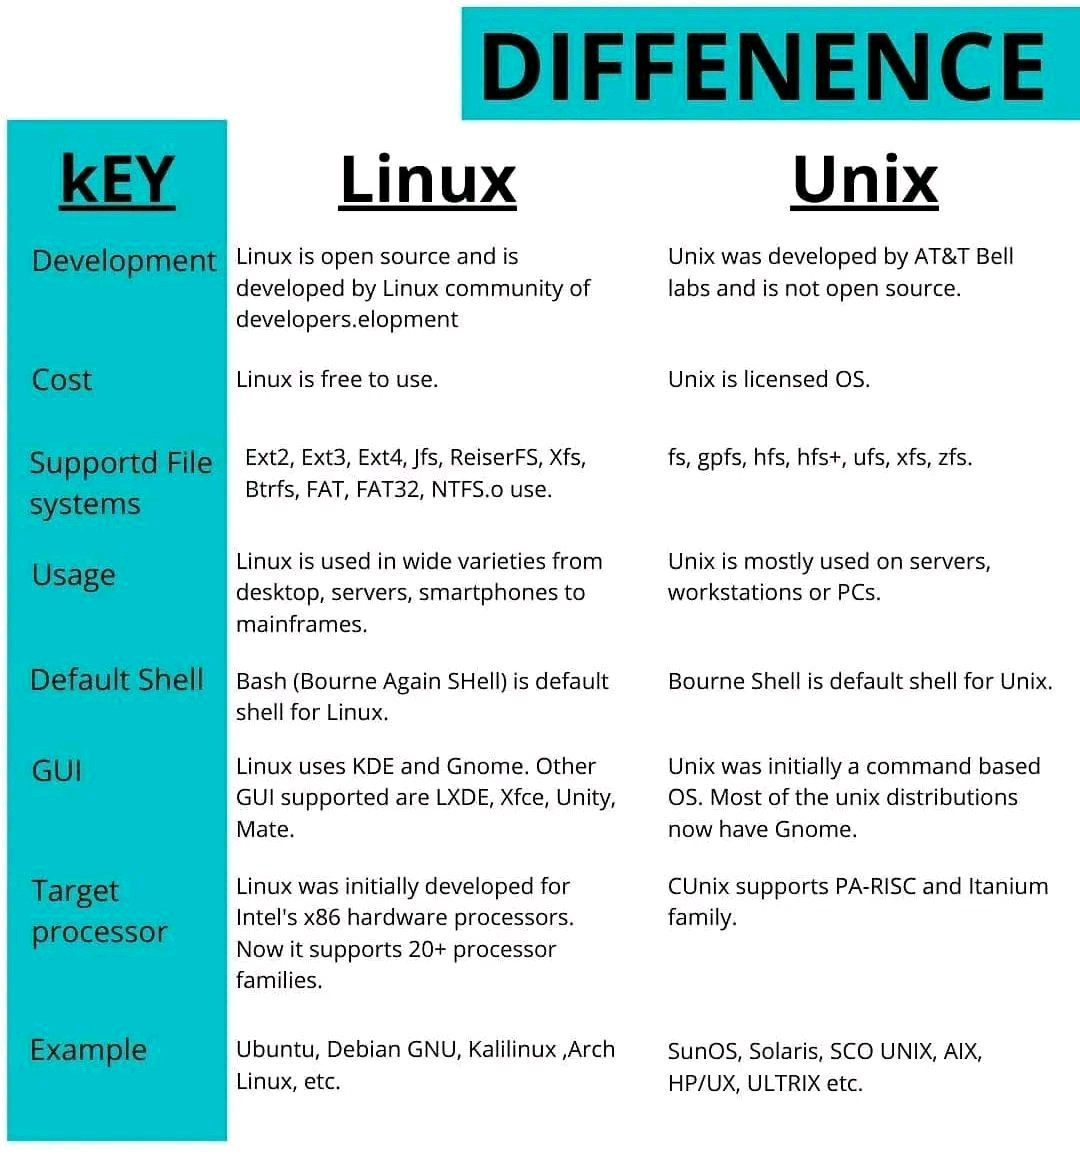 DIFFENENCE
kEY
Linux
Unix
Development
Linux is open source and is
developed by Linux community of
developers.elopment
Unix was developed by AT&T Bell
labs and is not open source.
Cost
Linux is free to use.
Unix is licensed OS.
Supportd File
systems
Ext2, Ext3, Ext4, Jfs, ReiserFS, Xfs,
Btrfs, FAT, FAT32, NTFS.o use.
fs, gpfs, hfs, hfs+, ufs, xfs, zfs.
Usage
Linux is used in wide varieties from
desktop, servers, smartphones to
mainframes.
Unix is mostly used on servers,
workstations or PCs.
Default Shell
Bash (Bourne Again SHell) is default
shell for Linux.
Bourne Shell is default shell for Unix.
GUI
Linux uses KDE and Gnome. Other
GUI supported are LXDE, Xfce, Unity,
Mate.
Unix was initially a command based
OS. Most of the unix distributions
now have Gnome.
Target
processor
Linux was initially developed for
Intel's x86 hardware processors.
Now it supports 20+ processor
families.
CUnix supports PA-RISC and Itanium
family.
Example
Ubuntu, Debian GNU, Kalilinux ,Arch
Linux, etc.
SunOS, Solaris, SCO UNIX, AIX,
HP/UX, ULTRIX etc.